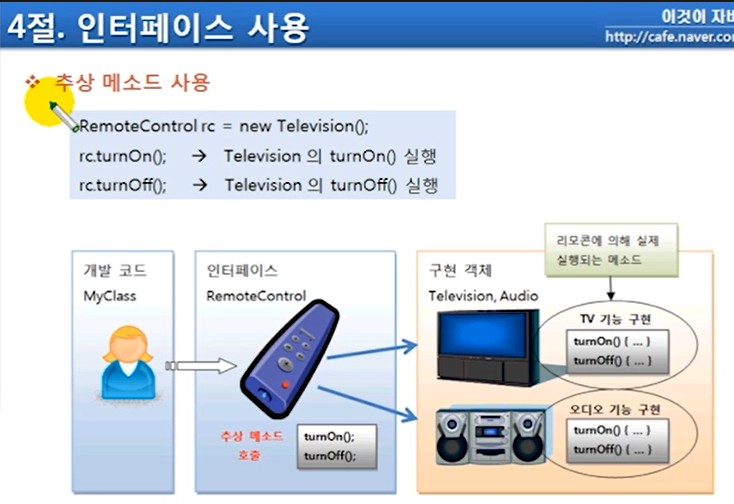 4절. 인터페이스 사용
이것이 자바
http://cafe.naver.co
추상 메소드 사용
RemoteControl rc = new Television();
rc.turnOn(); → Television 의 turnOn() 실행
rc.turnOff(); → Television 의 turnOff() 실행
리모콘에 의해 실제
실행되는 메소드
개발 코드
MyClass
인터페이스
RemoteControl
구현 객체
Television, Audio
TV 기능 구현
turnOn() { ... }
turnOff() { ... }
오디오 기능 구현
turnOn() { ... }
turnOff() { ... }
추상 메소드
호출
turnOn();
turnOff();